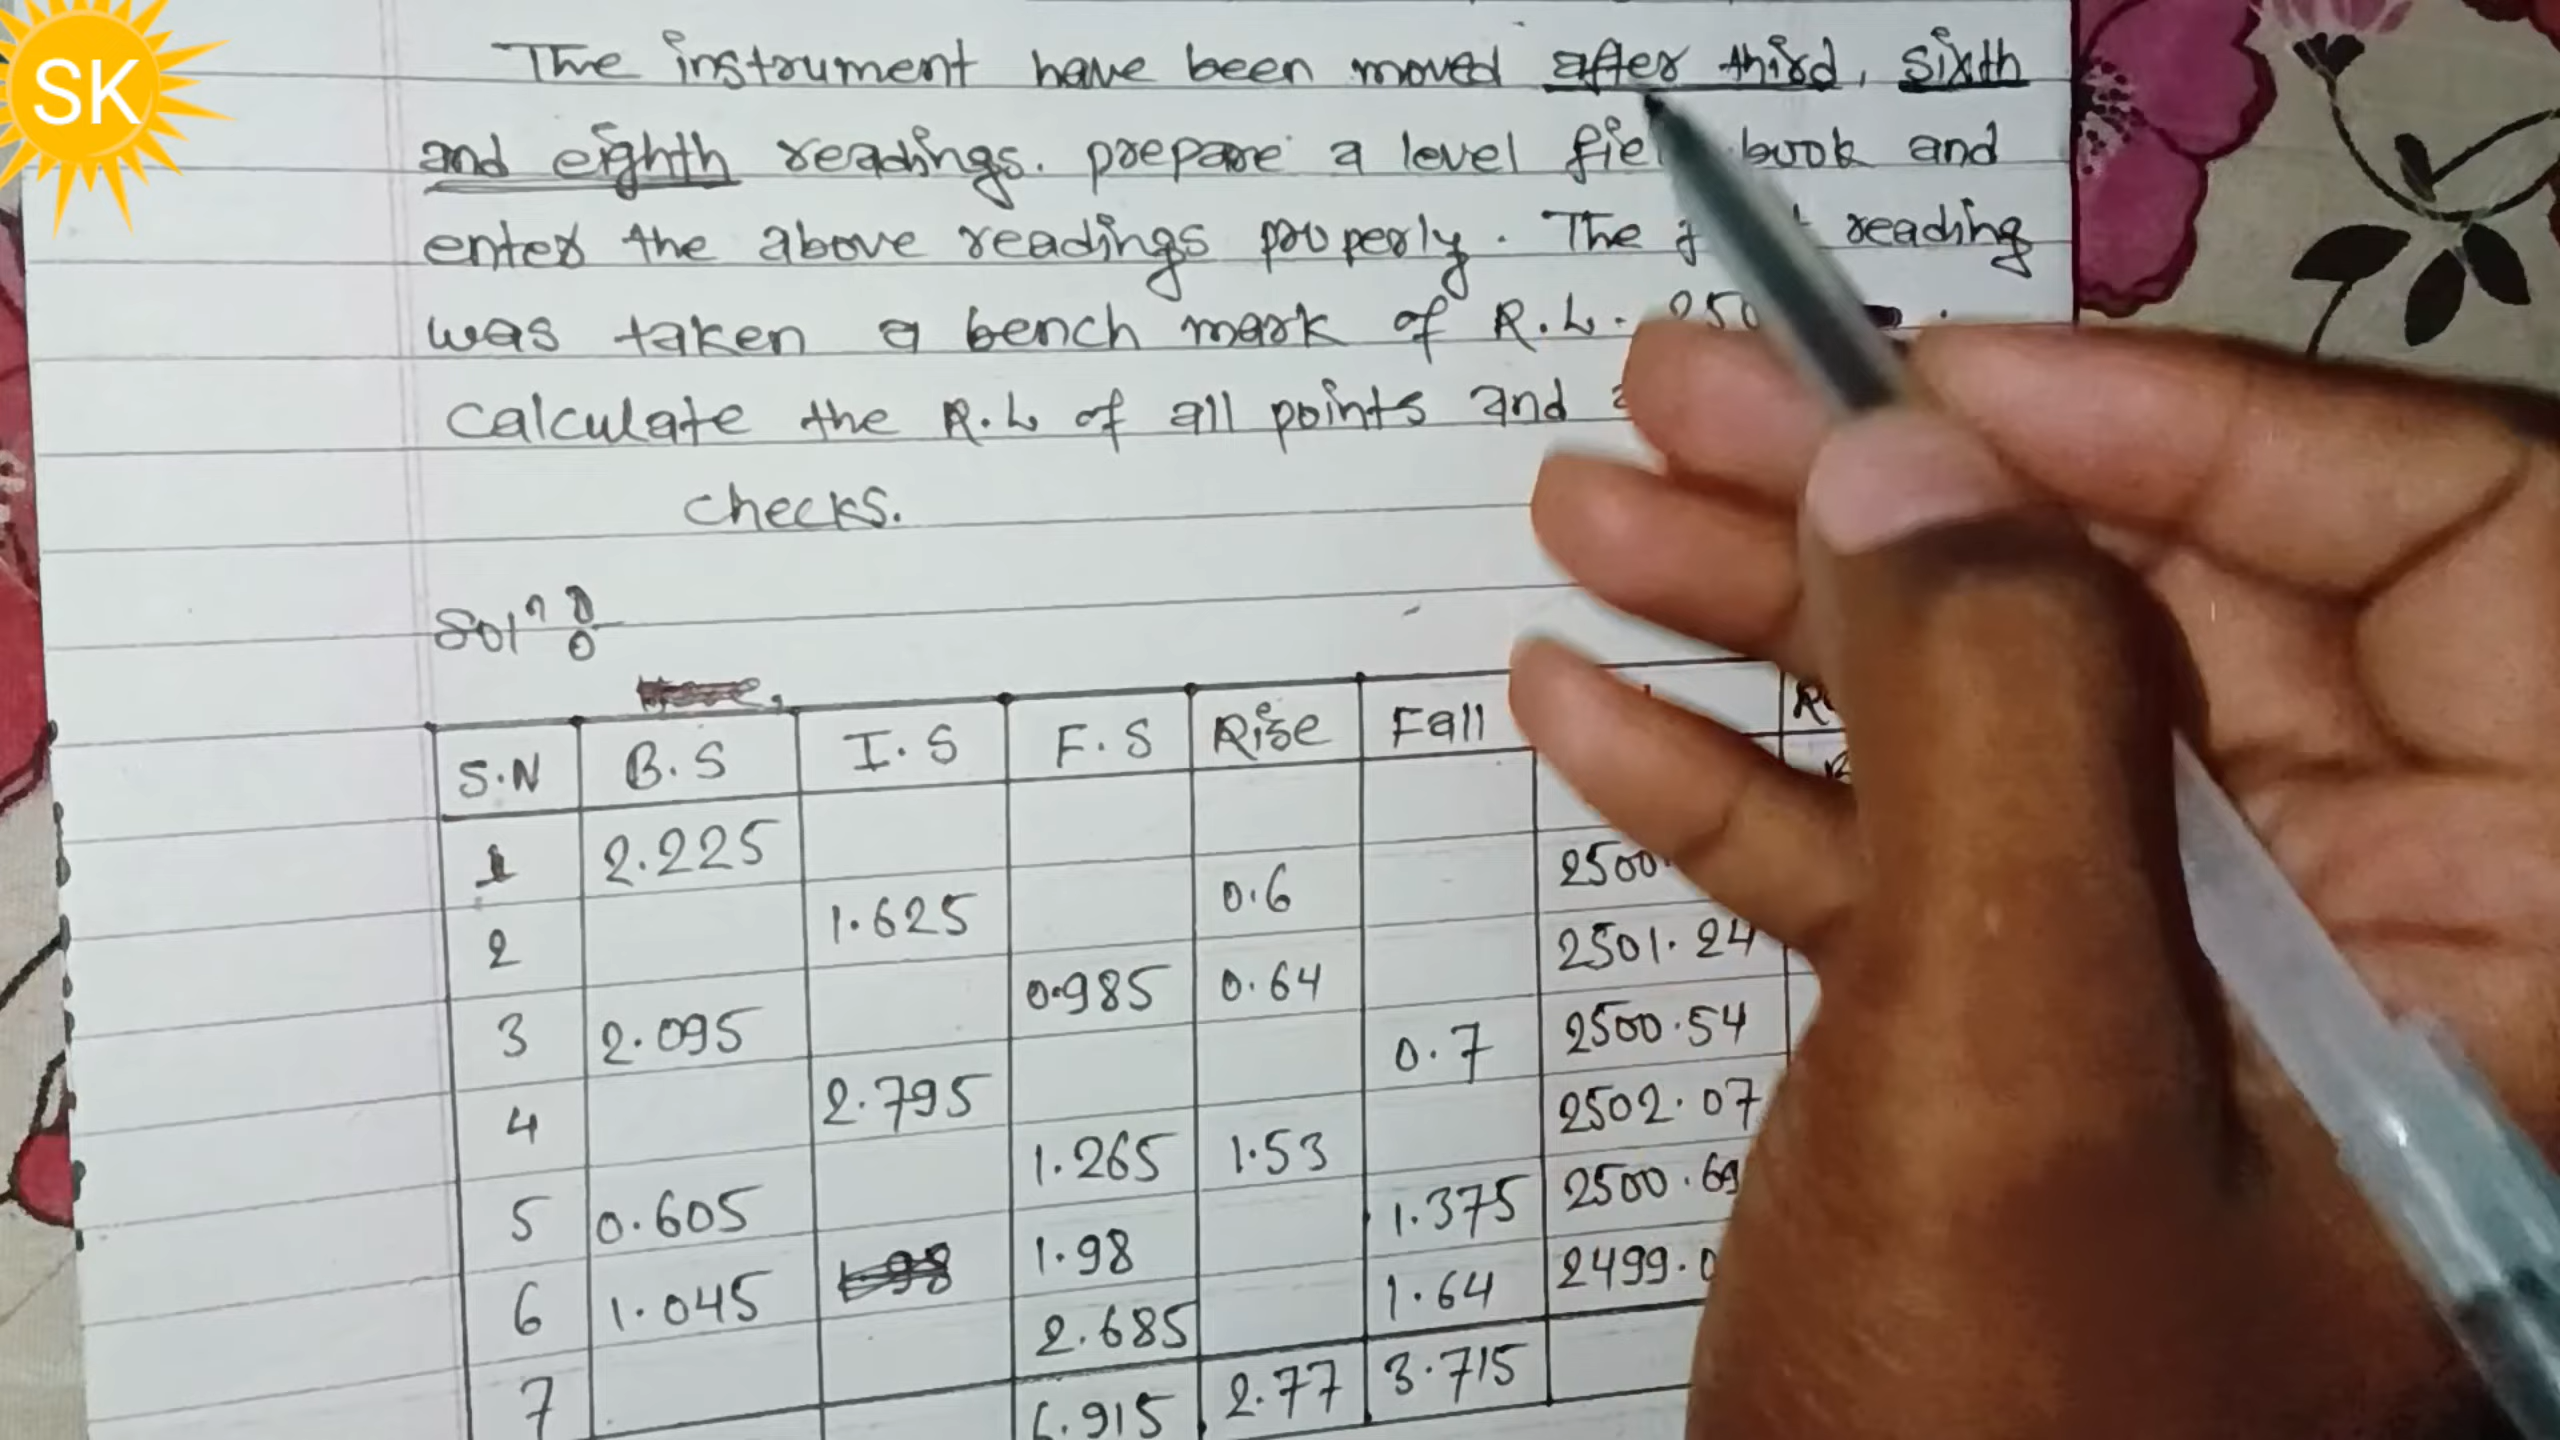 SK
The instrument have been moved after third, sixth
and eighth readings. prepare a level book and
enter the above readings properly. The reading
was taken a bench mark of R.L.
Calculate the R.L of all points and
checks.
Soln
S.N B.S I.S F.S Rise Fall
1 2.225
2 1.625 0.6 2500.
3 2.095 0.985 0.64 2501.24
4 2.795 0.7 2500.54
5 0.605 1.265 1.53 2502.07
6 1.045 1.98 1.375 2500.69
7 2.685 1.64 2499.0
6.915 2.77 3.715